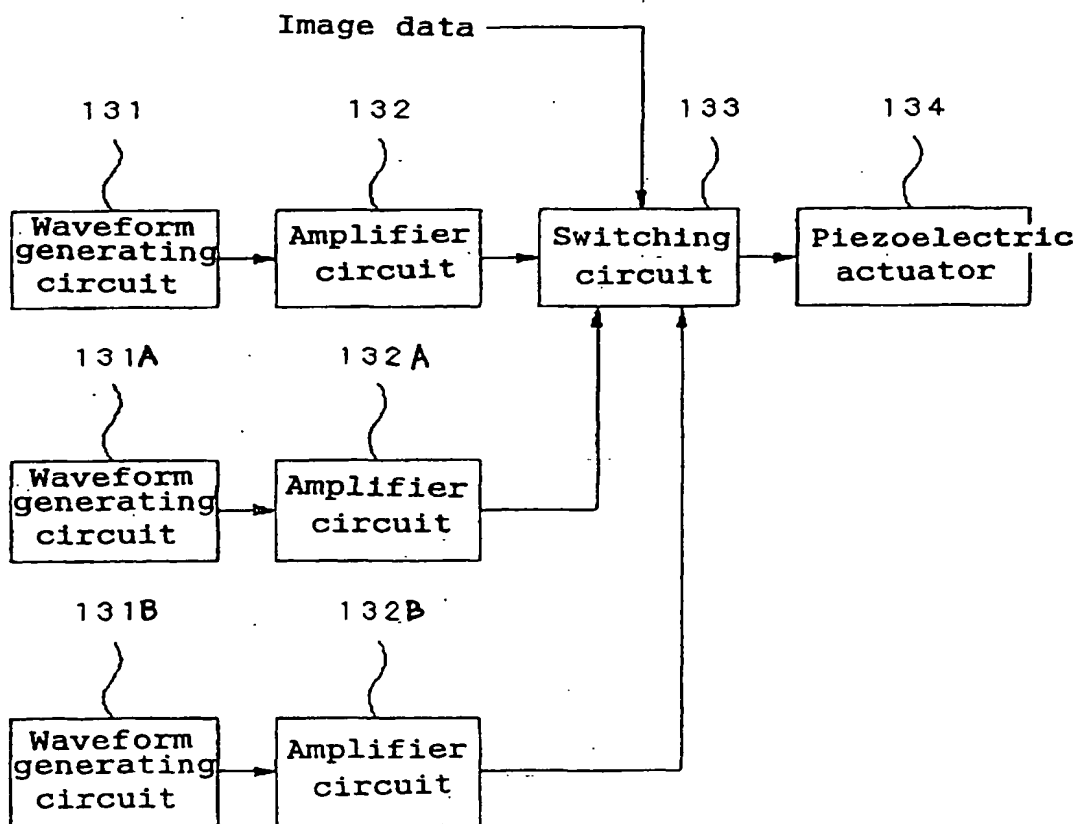 Image data
131
132
133
134
Waveform
generating
circuit
Amplifier
circuit
Switching
circuit
Piezoelectric
actuator
131A
132A
Waveform
generating
circuit
Amplifier
circuit
131B
132B
Waveform
generating
circuit
Amplifier
circuit